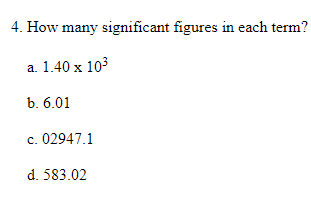 4. How many significant figures in each term?
a. 1.40 x 10³
b. 6.01
c. 02947.1
d. 583.02